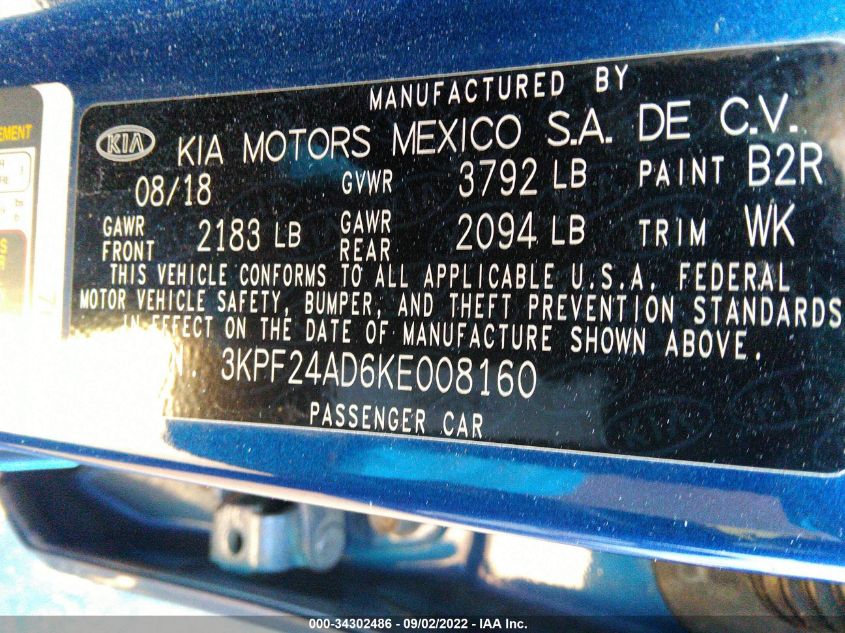 MANUFACTURED BY
KIA KIA MOTORS MEXICO S.A. DE C.V.
08/18 GVWR 3792 LB PAINT B2R
GAWR FRONT 2183 LB GAWR REAR 2094 LB TRIM WK
THIS VEHICLE CONFORMS TO ALL APPLICABLE U.S.A. FEDERAL
MOTOR VEHICLE SAFETY, BUMPER, AND THEFT PREVENTION STANDARDS
IN EFFECT ON THE DATE OF MANUFACTURE SHOWN ABOVE.
3KPF24AD6KE008160
PASSENGER CAR
000-34302486 - 09/02/2022 - IAA Inc.